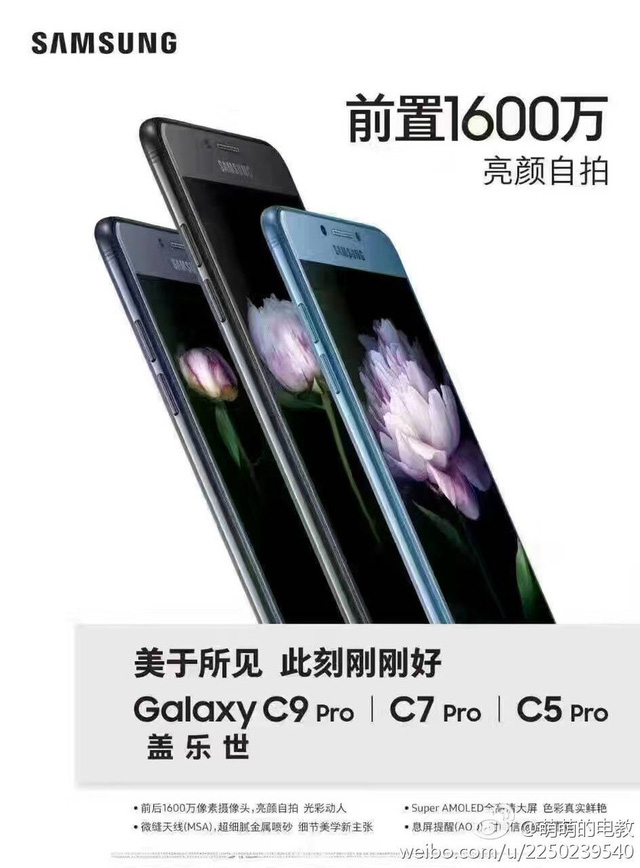 SAMSUNG
前置1600万
亮颜自拍
SAMSUNG
SAMSUNG
美于所见 此刻刚刚好
Galaxy C9 Pro | C7 Pro | C5 Pro
盖乐世
• 前后1600万像素摄像头,亮颜自拍 光彩动人
• 微缝天线(MSA),超细腻金属喷砂 细节美学新主张
• Super AMOLED全高清大屏 色彩真实鲜艳
• 息屏提醒(AO
@萌萌的电教
weibo.com/u/2250239540